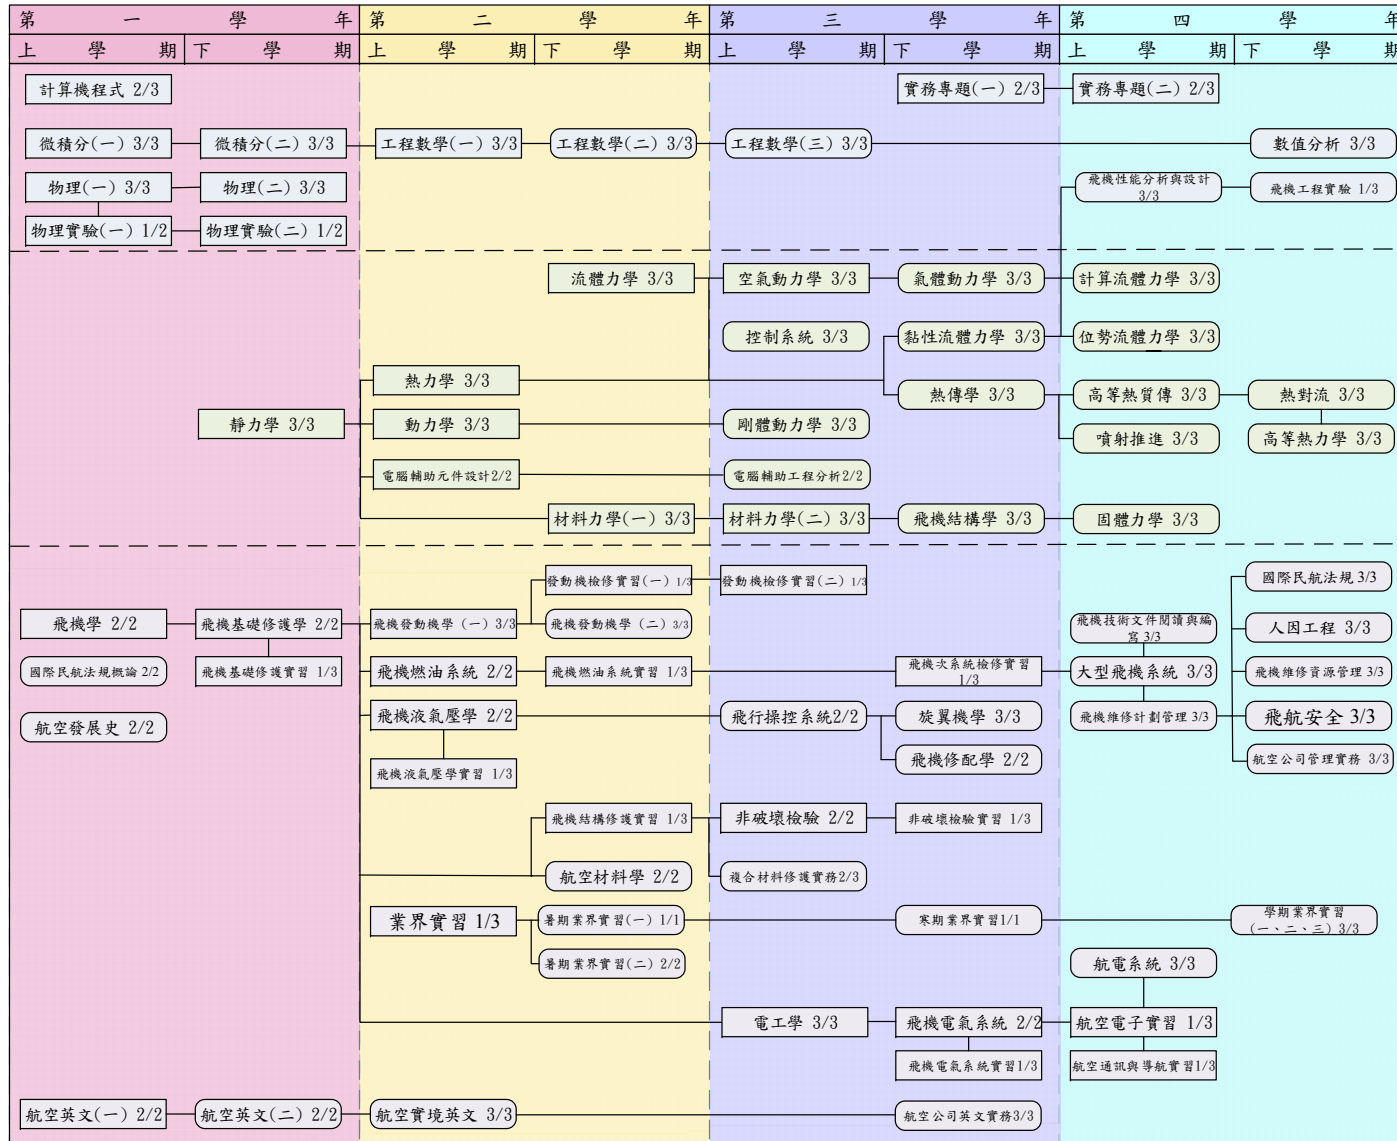 第 一 學 年 第 二 學 年 第 三 學 年 第 四 學 年
上 學 期 下 學 期 上 學 期 下 學 期 上 學 期 下 學 期 上 學 期 下 學 期
計算機程式 2/3 實務專題(一) 2/3 實務專題(二) 2/3
微積分(一) 3/3 微積分(二) 3/3 工程數學(一) 3/3 工程數學(二) 3/3 工程數學(三) 3/3 數值分析 3/3
物理(一) 3/3 物理(二) 3/3 飛機性能分析與設計 飛機工程實驗 1/3
3/3
物理實驗(一) 1/2 物理實驗(二) 1/2
流體力學 3/3 空氣動力學 3/3 氣體動力學 3/3 計算流體力學 3/3
控制系統 3/3 黏性流體力學 3/3 位勢流體力學 3/3
熱力學 3/3 熱傳學 3/3 高等熱質傳 3/3 熱對流 3/3
靜力學 3/3 動力學 3/3 剛體動力學 3/3 噴射推進 3/3 高等熱力學 3/3
電腦輔助元件設計2/2 電腦輔助工程分析2/2
材料力學(一) 3/3 材料力學(二) 3/3 飛機結構學 3/3 固體力學 3/3
發動機檢修實習(一) 1/3 發動機檢修實習(二) 1/3 國際民航法規 3/3
飛機學 2/2 飛機基礎修護學 2/2 飛機發動機學 (一) 3/3 飛機發動機學 (二) 3/3 飛機技術文件閱讀與編 人因工程 3/3
寫 3/3
國際民航法規概論 2/2 飛機基礎修護實習 1/3 飛機燃油系統 2/2 飛機燃油系統實習 1/3 飛機次系統檢修實習 大型飛機系統 3/3 飛機維修資源管理 3/3
1/3
航空發展史 2/2 飛機液氣壓學 2/2 飛行操控系統2/2 旋翼機學 3/3 飛機維修計劃管理 3/3 飛航安全 3/3
飛機液氣壓學實習 1/3 飛機修配學 2/2 航空公司管理實務 3/3
飛機結構修護實習 1/3 非破壞檢驗 2/2 非破壞檢驗實習 1/3
航空材料學 2/2 複合材料修護實務2/3
業界實習 1/3 暑期業界實習(一) 1/1 寒期業界實習1/1 學期業界實習
(一、二、三) 3/3
暑期業界實習(二) 2/2 航電系統 3/3
電工學 3/3 飛機電氣系統 2/2 航空電子實習 1/3
飛機電氣系統實習1/3 航空通訊與導航實習1/3
航空英文(一) 2/2 航空英文(二) 2/2 航空實境英文 3/3 航空公司英文實務3/3